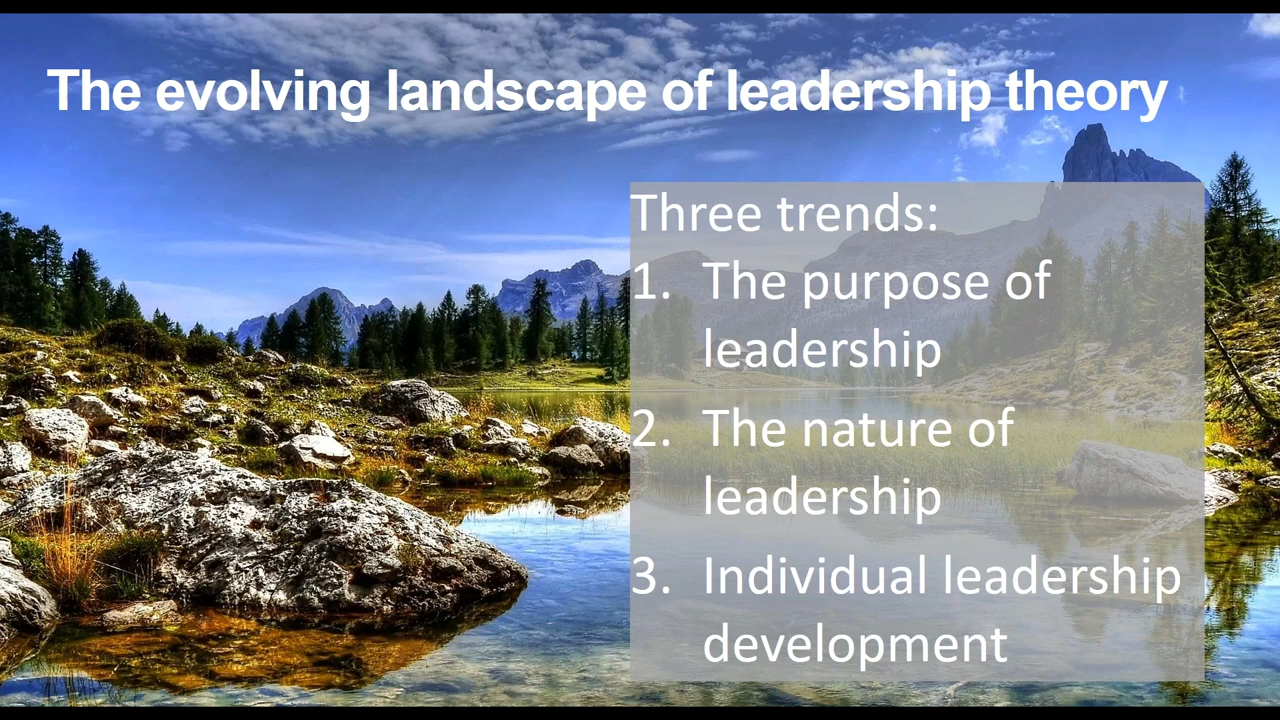 The evolving landscape of leadership theory
Three trends:
1. The purpose of
leadership
2. The nature of
leadership
3. Individual leadership
development